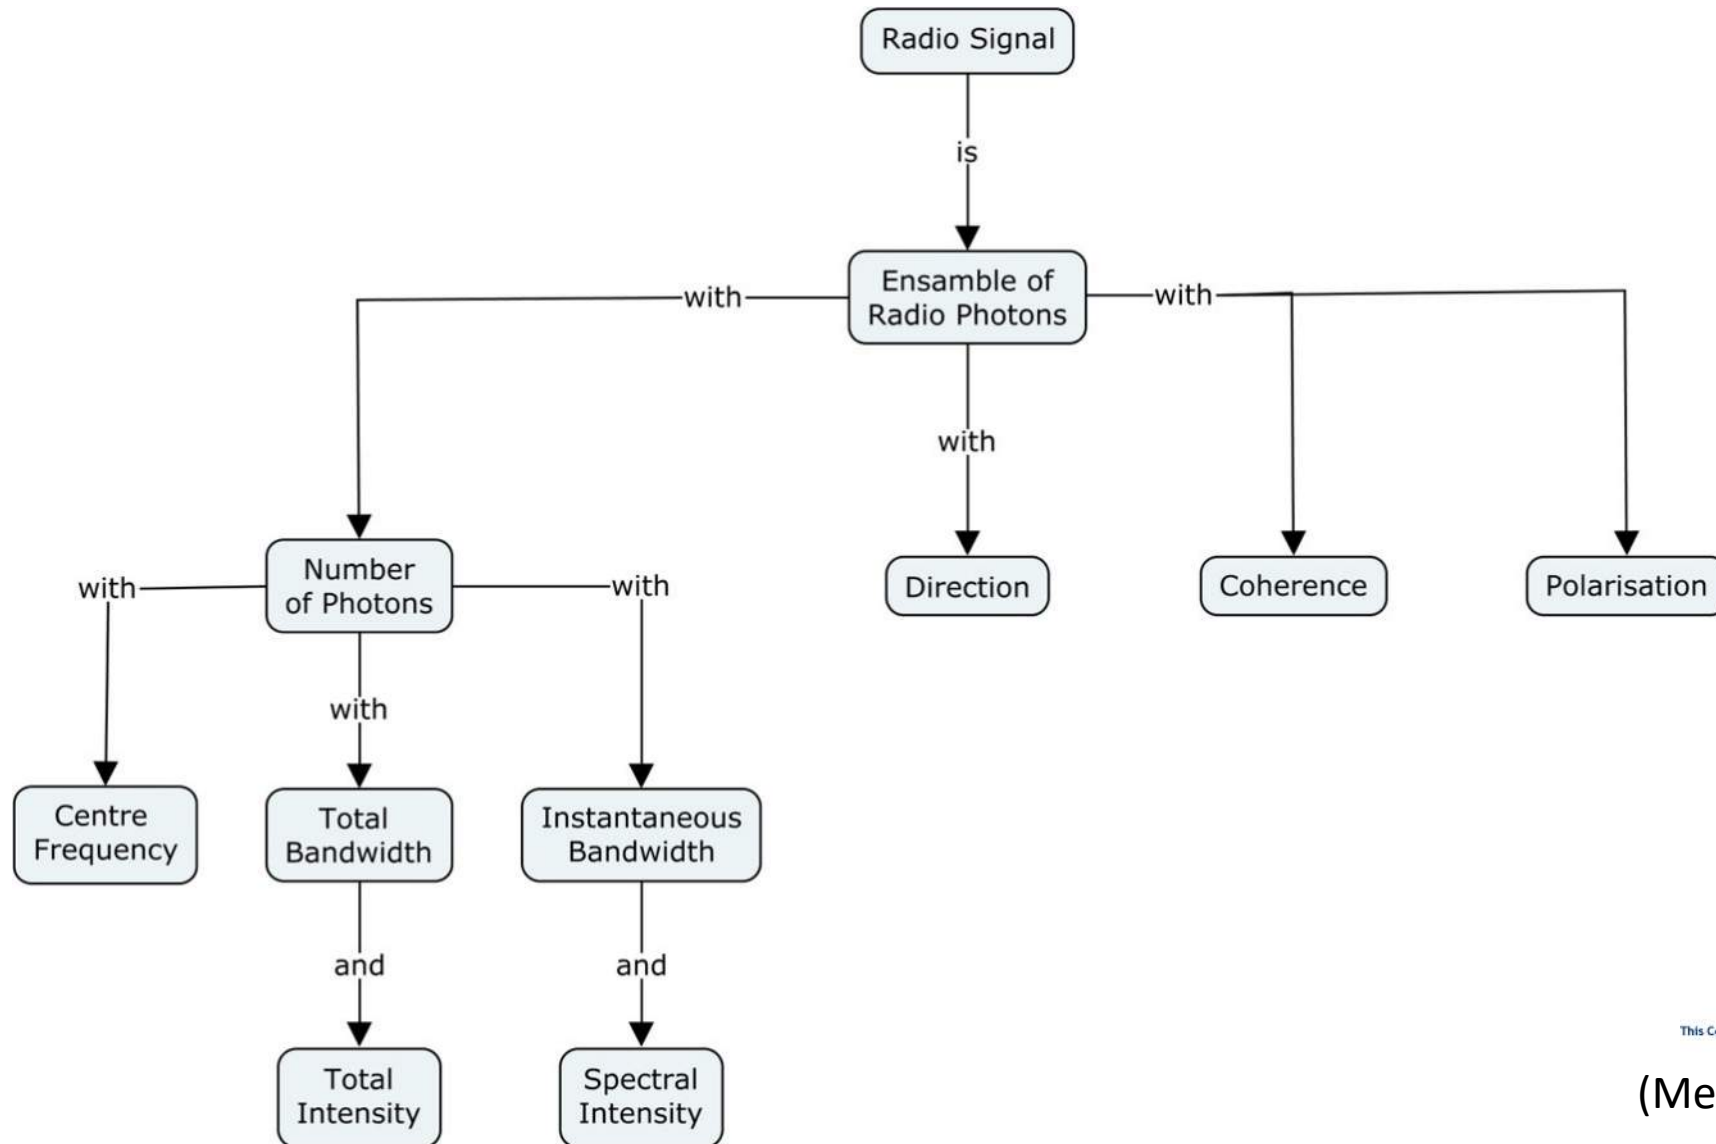 Radio Signal
is
Ensamble of
Radio Photons
with
with
with
Number
of Photons
Direction
Coherence
Polarisation
with
with
with
Centre
Frequency
Total
Bandwidth
Instantaneous
Bandwidth
and
and
Total
Intensity
Spectral
Intensity
This